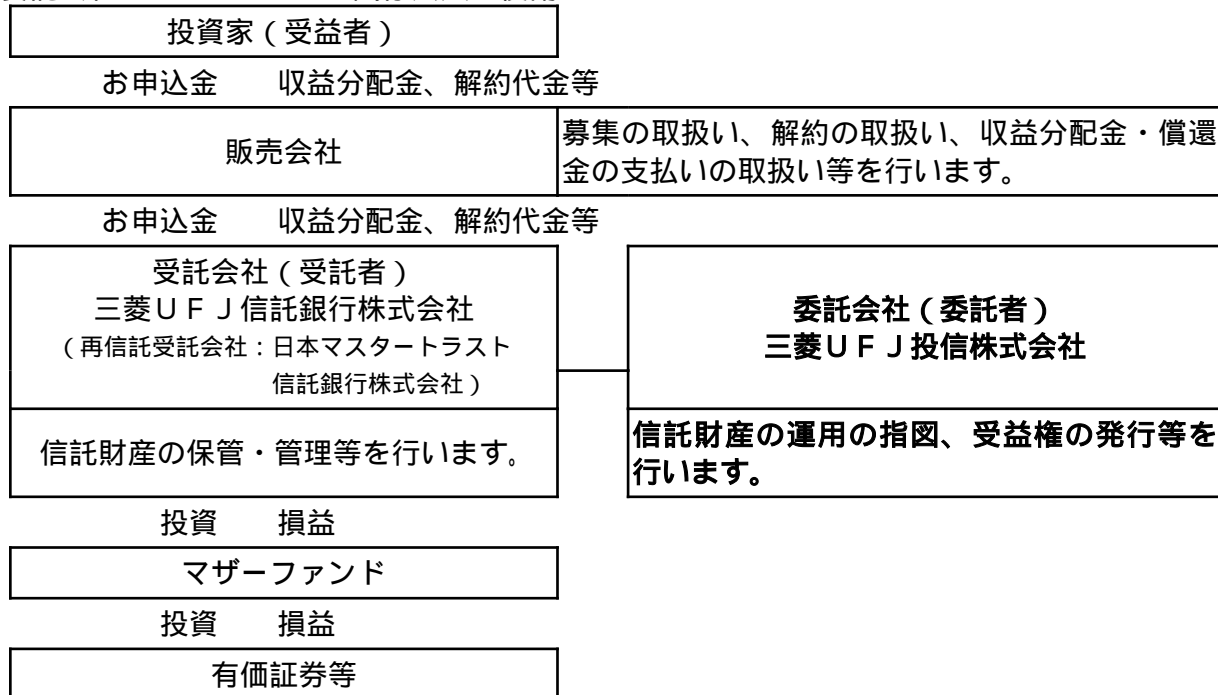 投資家（受益者）
お申込金　　収益分配金、解約代金等
販売会社
募集の取扱い、解約の取扱い、収益分配金・償還
金の支払いの取扱い等を行います。
お申込金　　収益分配金、解約代金等
受託会社（受託者）
三菱ＵＦＪ信託銀行株式会社
（再信託受託会社：日本マスタートラスト
信託銀行株式会社）
委託会社（委託者）
三菱ＵＦＪ投信株式会社
信託財産の保管・管理等を行います。
信託財産の運用の指図、受益権の発行等を
行います。
投資　　損益
マザーファンド
投資　　損益
有価証券等